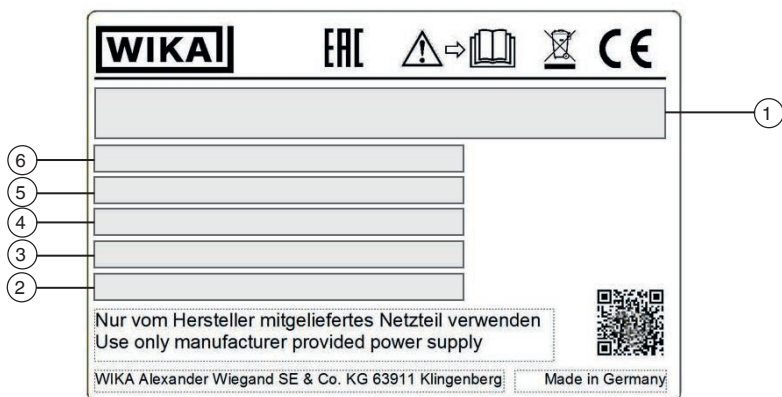 WIKAI EAC CE
1
6
5
4
3
2
Nur vom Hersteller mitgeliefertes Netzteil verwenden
Use only manufacturer provided power supply
WIKA Alexander Wiegand SE & Co. KG 63911 Klingenberg Made in Germany